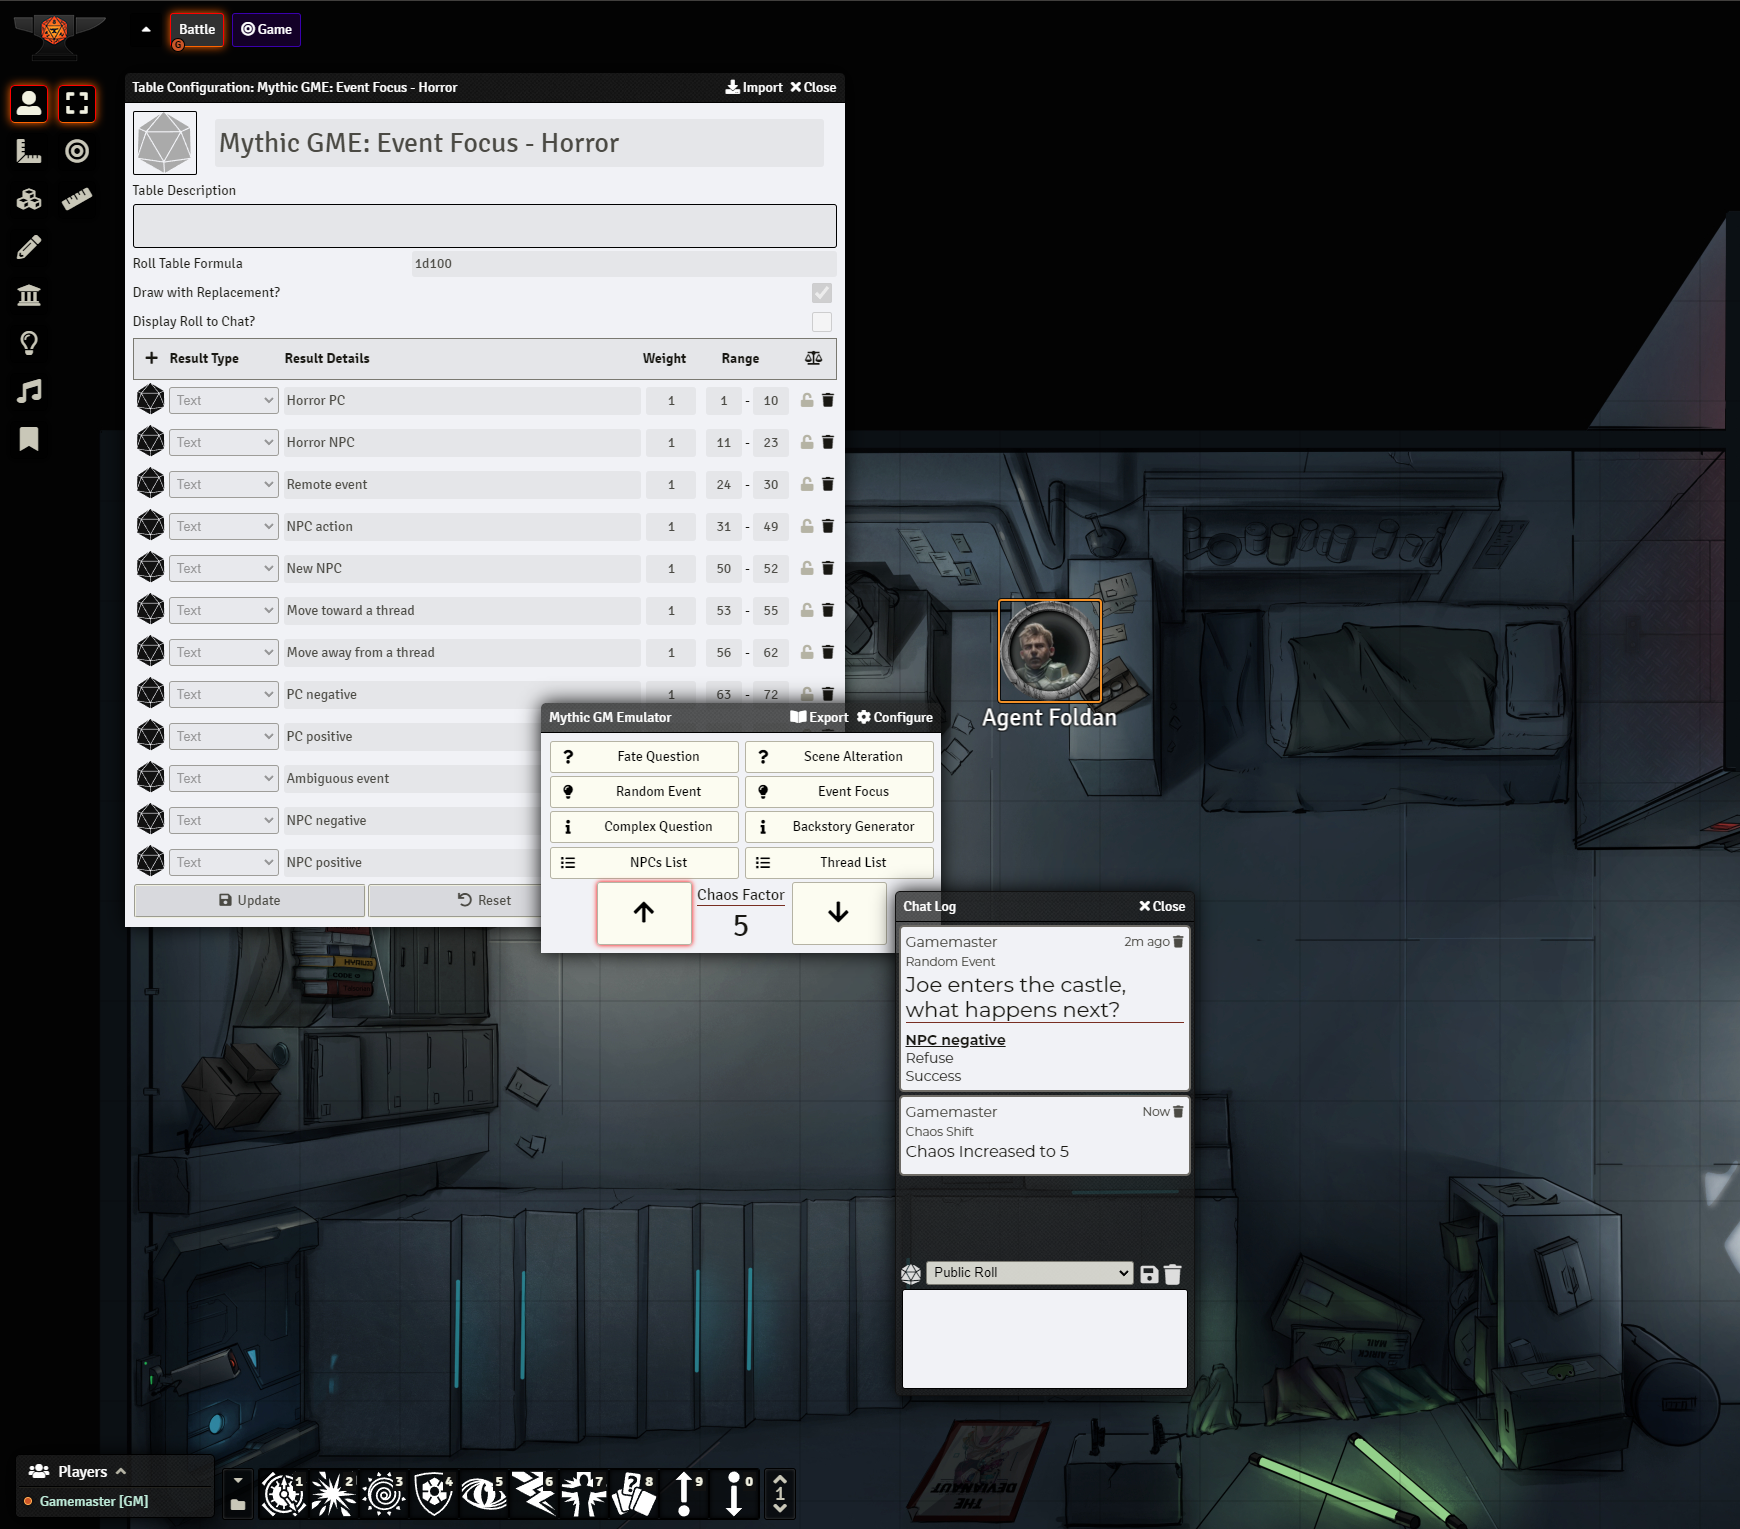 Battle
G
Game
Table Configuration: Mythic GME: Event Focus - Horror
Import
Close
Mythic GME: Event Focus - Horror
Table Description
Roll Table Formula
1d100
Draw with Replacement?
Display Roll to Chat?
Result Type Result Details Weight Range
Text Horror PC 1 1 - 10
Text Horror NPC 1 11 - 23
Text Remote event 1 24 - 30
Text NPC action 1 31 - 49
Text New NPC 1 50 - 52
Text Move toward a thread 1 53 - 55
Text Move away from a thread 1 56 - 62
Text PC negative 1 63 - 72
Text PC positive
Text Ambiguous event
Text NPC negative
Text NPC positive
Update
Reset
Mythic GM Emulator
Export
Configure
Fate Question
Scene Alteration
Random Event
Event Focus
Complex Question
Backstory Generator
NPCs List
Thread List
Chaos Factor
5
Agent Foldan
Chat Log
Close
Gamemaster 2m ago
Random Event
Joe enters the castle,
what happens next?
NPC negative
Refuse
Success
Gamemaster Now
Chaos Shift
Chaos Increased to 5
Public Roll
MAIL
THE
DEVIANAUT
Players
Gamemaster [GM]
1 2 3 4 5 6 7 8 9 0
1